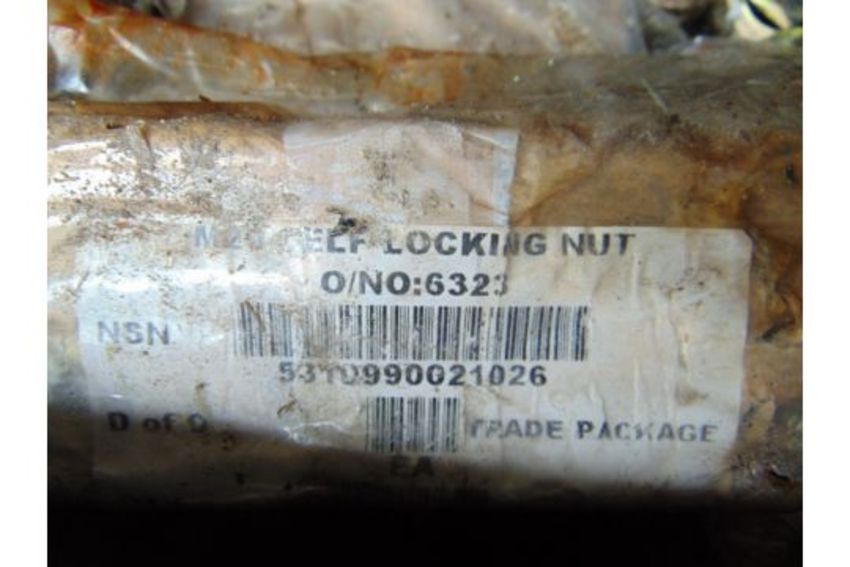 LOCKING NUT
O/NO:6323
NSN
5310990021026
D of Q
TRADE PACKAGE
EA